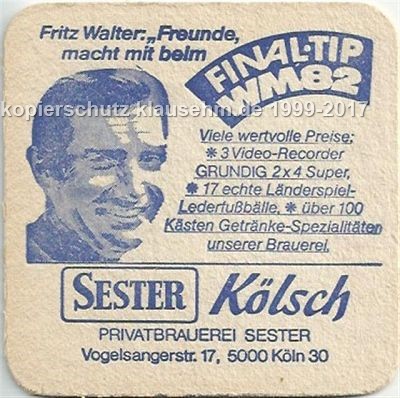 Fritz Walter: „Freunde,
macht mit beim
FINAL-TIP
WM82
kopierschutz klausehm.de 1999-2017
Viele wertvolle Preise:
✱ 3 Video-Recorder
GRUNDIG 2x4 Super,
✱ 17 echte Länderspiel-
Lederfußbälle, ✱ über 100
Kästen Getränke-Spezialitäten
unserer Brauerei.
SESTER Kölsch
PRIVATBRAUEREI SESTER
Vogelsangerstr. 17, 5000 Köln 30